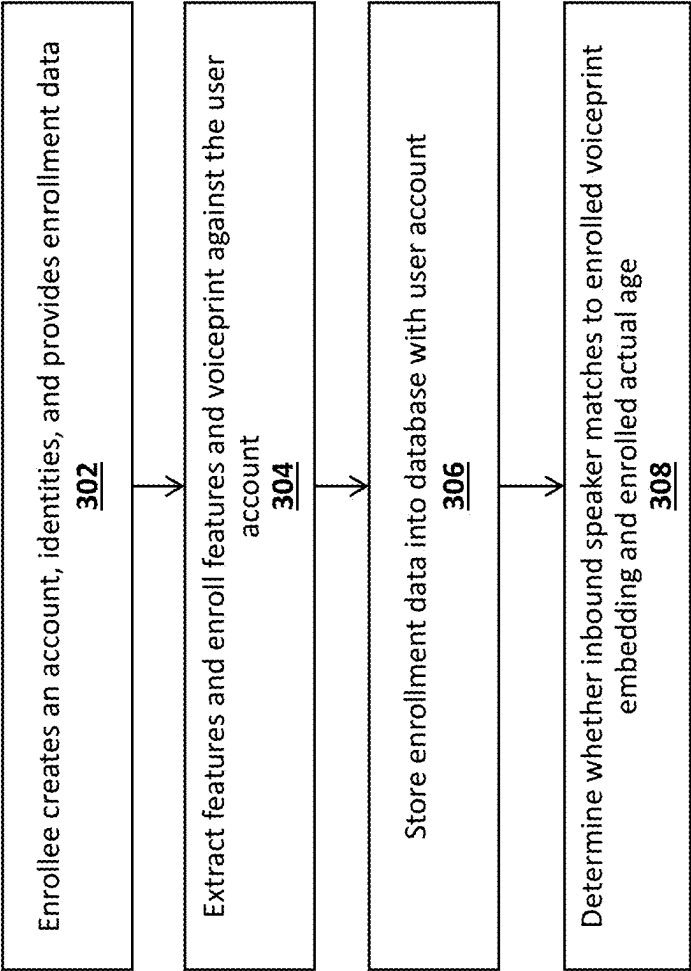 Enrollee creates an account, identities, and provides enrollment data
302
Extract features and enroll features and voiceprint against the user
account
304
Store enrollment data into database with user account
306
Determine whether inbound speaker matches to enrolled voiceprint
embedding and enrolled actual age
308